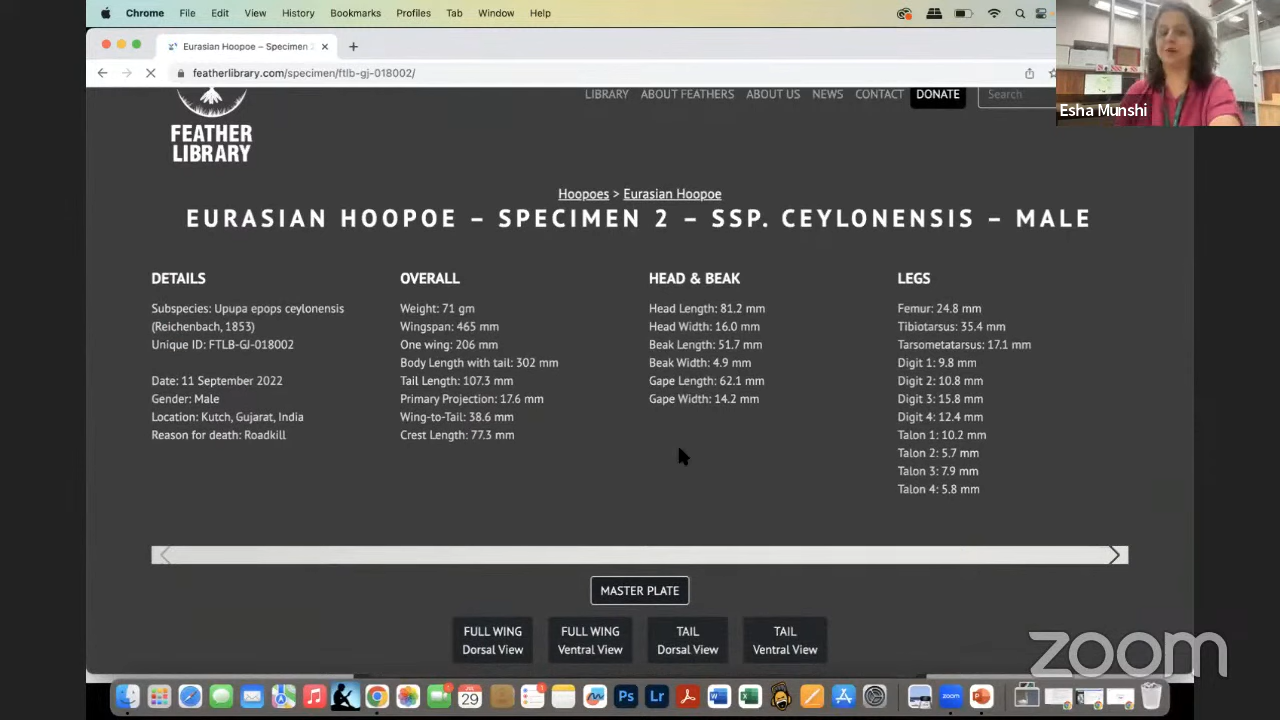 Chrome File Edit View History Bookmarks Profiles Tab Window Help
Eurasian Hoopoe – Specimen 2
featherlibrary.com/specimen/ftlb-gj-018002/
Esha Munshi
FEATHER
LIBRARY
LIBRARY ABOUT FEATHERS ABOUT US NEWS CONTACT DONATE Search
Hoopoes > Eurasian Hoopoe
EURASIAN HOOPOE – SPECIMEN 2 – SSP. CEYLONENSIS – MALE
DETAILS
Subspecies: Upupa epops ceylonensis
(Reichenbach, 1853)
Unique ID: FTLB-GJ-018002
Date: 11 September 2022
Gender: Male
Location: Kutch, Gujarat, India
Reason for death: Roadkill
OVERALL
Weight: 71 gm
Wingspan: 465 mm
One wing: 206 mm
Body Length with tail: 302 mm
Tail Length: 107.3 mm
Primary Projection: 17.6 mm
Wing-to-Tail: 38.6 mm
Crest Length: 77.3 mm
HEAD & BEAK
Head Length: 81.2 mm
Head Width: 16.0 mm
Beak Length: 51.7 mm
Beak Width: 4.9 mm
Gape Length: 62.1 mm
Gape Width: 14.2 mm
LEGS
Femur: 24.8 mm
Tibiotarsus: 35.4 mm
Tarsometatarsus: 17.1 mm
Digit 1: 9.8 mm
Digit 2: 10.8 mm
Digit 3: 15.8 mm
Digit 4: 12.4 mm
Talon 1: 10.2 mm
Talon 2: 5.7 mm
Talon 3: 7.9 mm
Talon 4: 5.8 mm
MASTER PLATE
FULL WING
Dorsal View
FULL WING
Ventral View
TAIL
Dorsal View
TAIL
Ventral View
zoom
29
Ps
Lr
zoom